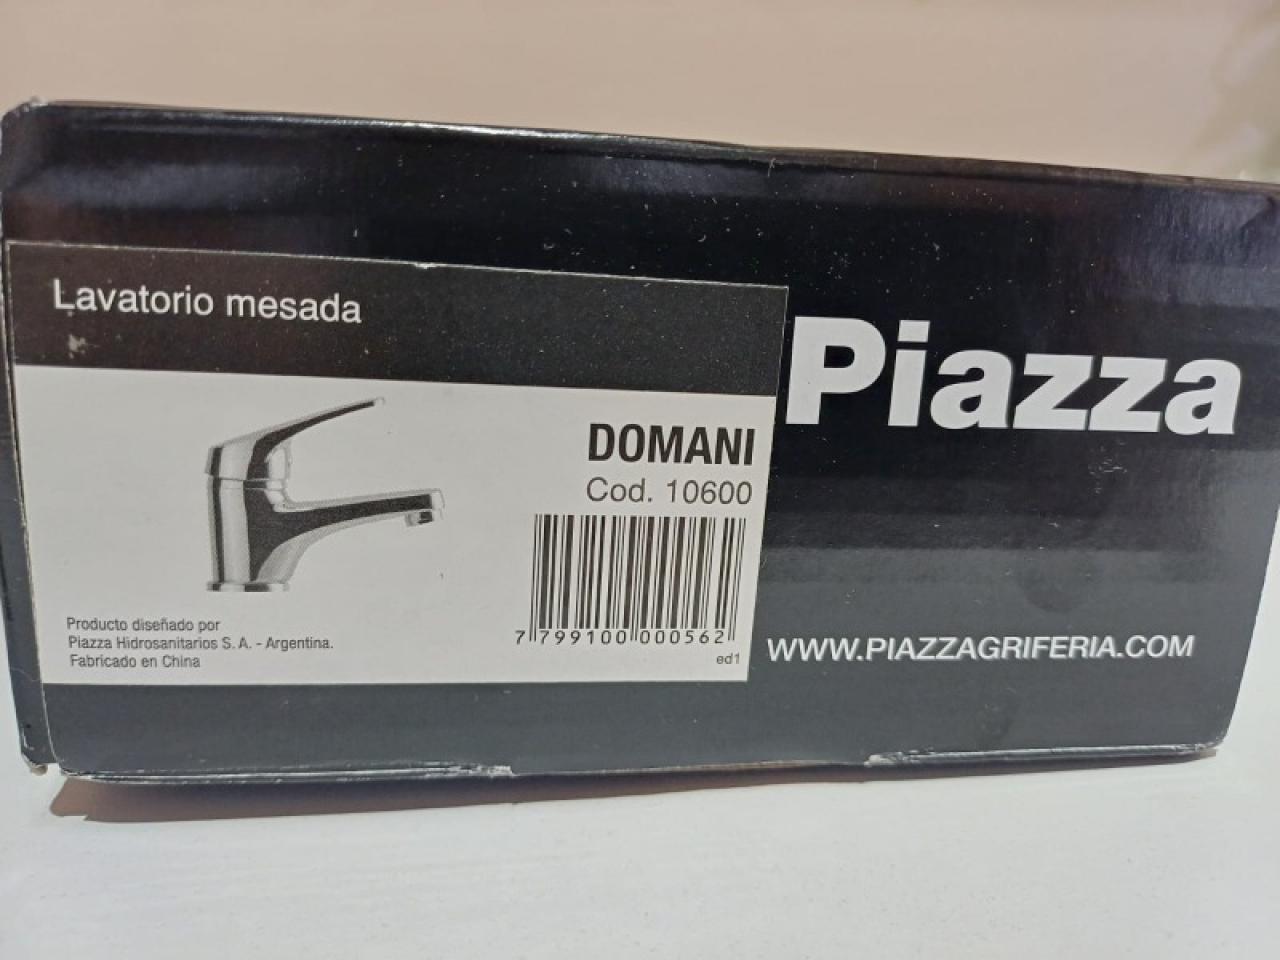 Lavatorio mesada
Piazza
DOMANI
Cod. 10600
7 799100 000562
ed1
Producto diseñado por
Piazza Hidrosanitarios S.A. - Argentina.
Fabricado en China
WWW.PIAZZAGRIFERIA.COM